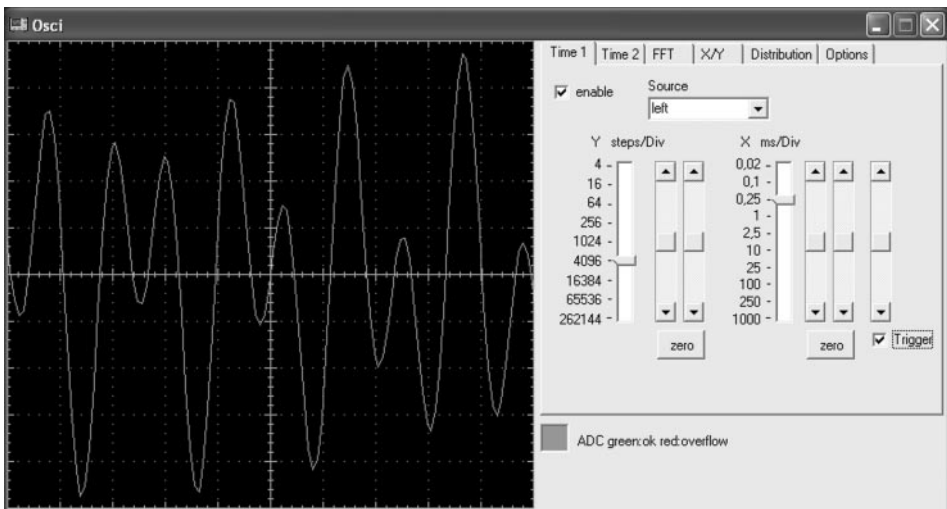 Osci
Time 1 Time 2 FFT X/Y Distribution Options
enable
Source
left
Y steps/Div
X ms/Div
4
16
64
256
1024
4096
16384
65536
262144
0,02
0,1
0,25
1
2,5
10
25
100
250
1000
zero
zero
Trigger
ADC green:ok red:overflow